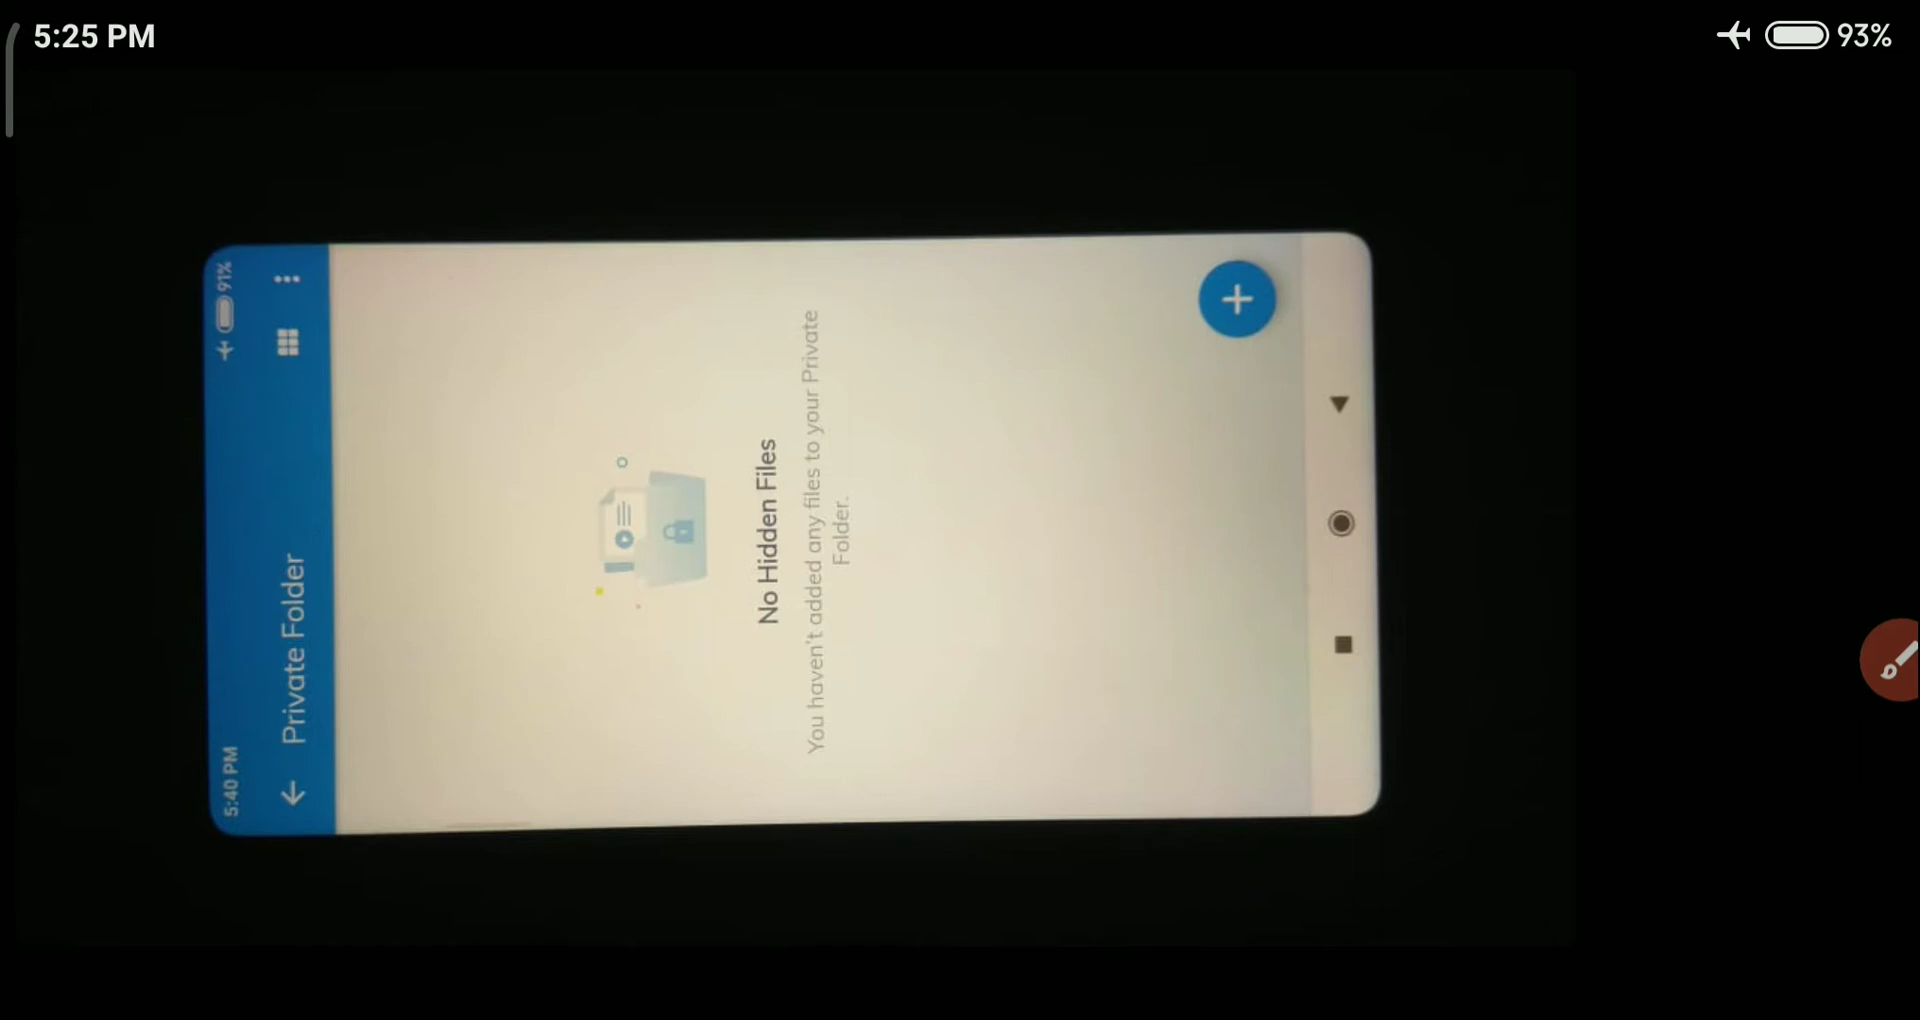 5:25 PM
93%
5:40 PM
91%
Private Folder
No Hidden Files
You haven't added any files to your Private
Folder.